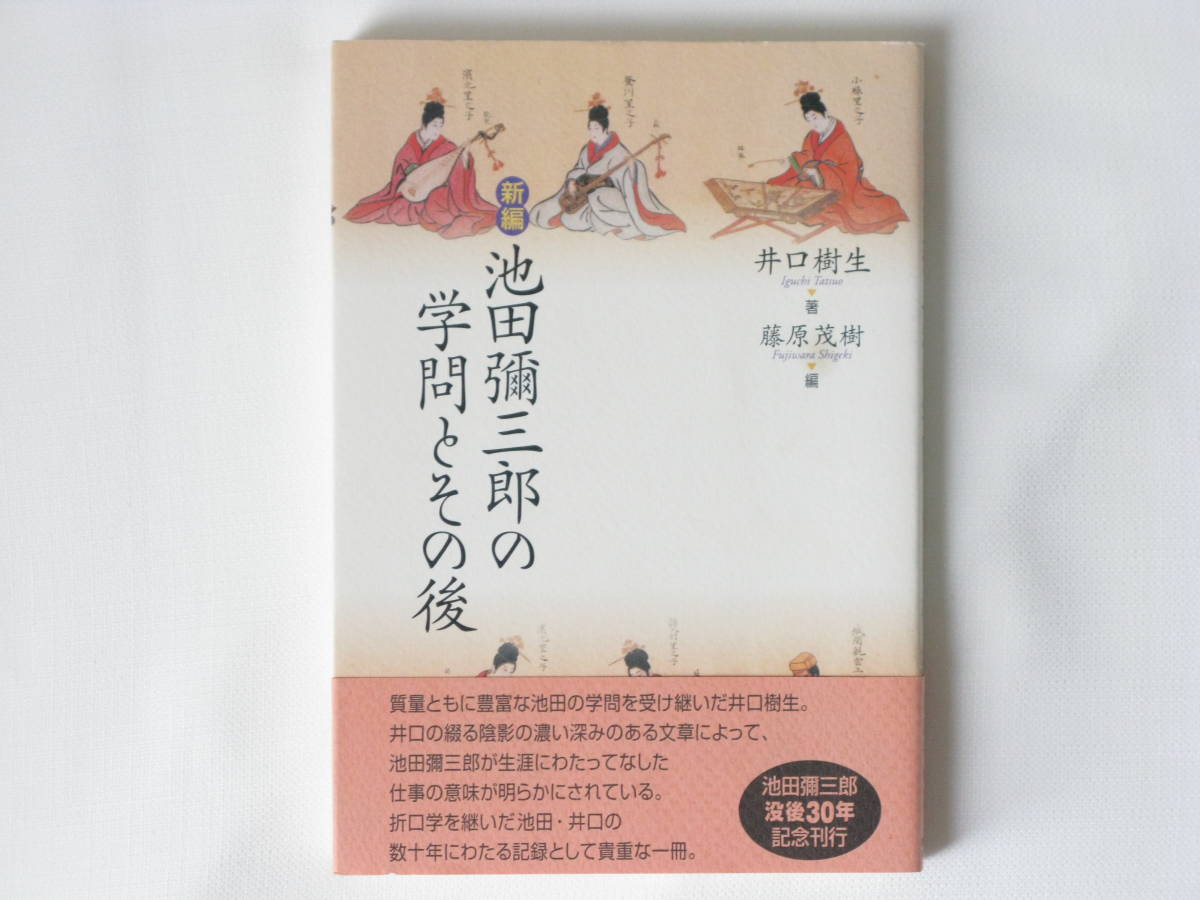 小椽里之子
新編
池田彌三郎の
学問とその後
井口樹生
Iguchi Tatsuo
著
藤原茂樹
Fujiwara Shigeki
編
質量ともに豊富な池田の学問を受け継いだ井口樹生。
井口の綴る陰影の濃い深みのある文章によって、
池田彌三郎が生涯にわたってなした
仕事の意味が明らかにされている。
折口学を継いだ池田・井口の
数十年にわたる記録として貴重な一冊。
池田彌三郎
没後30年
記念刊行